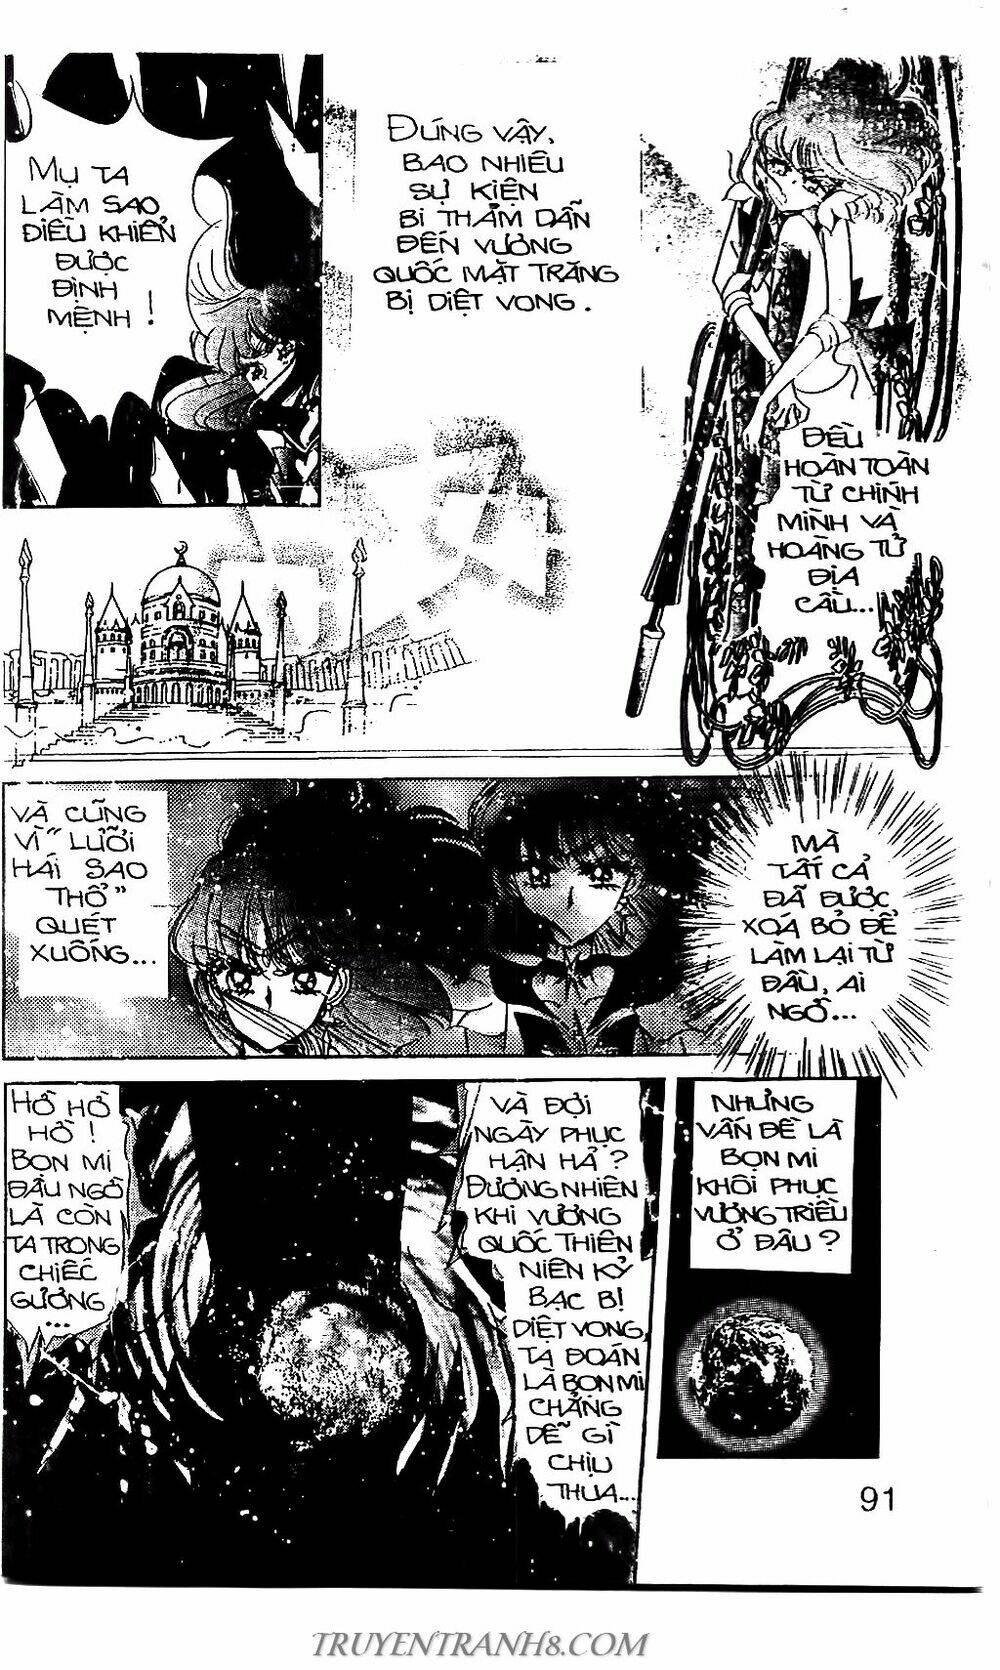 MỤ TA
LÀM SAO
ĐIỀU KHIỂN
ĐƯỢC
ĐỊNH
MỆNH !
ĐÚNG VẬY,
BAO NHIÊU
SỰ KIỆN
BI THẢM DẪN
ĐẾN VƯƠNG
QUỐC MẶT TRĂNG
BỊ DIỆT VONG.
ĐỀU
HOÀN TOÀN
TỪ CHÍNH
MÌNH VÀ
HOÀNG TỬ
ĐỊA
CẦU...
VÀ CŨNG
VÌ "LƯỠI
HÁI SAO
THỔ"
QUÉT
XUỐNG...
MÀ
TẤT CẢ
ĐÃ ĐƯỢC
XOÁ BỎ ĐỂ
LÀM LẠI TỪ
ĐẦU, AI
NGỜ...
HỒ HỒ
HỒ !
BỌN MI
ĐÂU NGỜ
LÀ CÒN
TA TRONG
CHIẾC
GƯƠNG
...
VÀ ĐỢI
NGÀY PHỤC
HẬN HẢ ?
ĐƯƠNG NHIÊN
KHI VƯƠNG
QUỐC THIÊN
NIÊN KỶ
BẠC BỊ
DIỆT VONG,
TA ĐOÁN
LÀ BỌN MI
CHẲNG
DỄ GÌ
CHỊU
THUA...
NHƯNG
VẤN ĐỀ LÀ
BỌN MI
KHÔI PHỤC
VƯƠNG TRIỀU
Ở ĐÂU ?
91
TRUYENTRANH8.COM